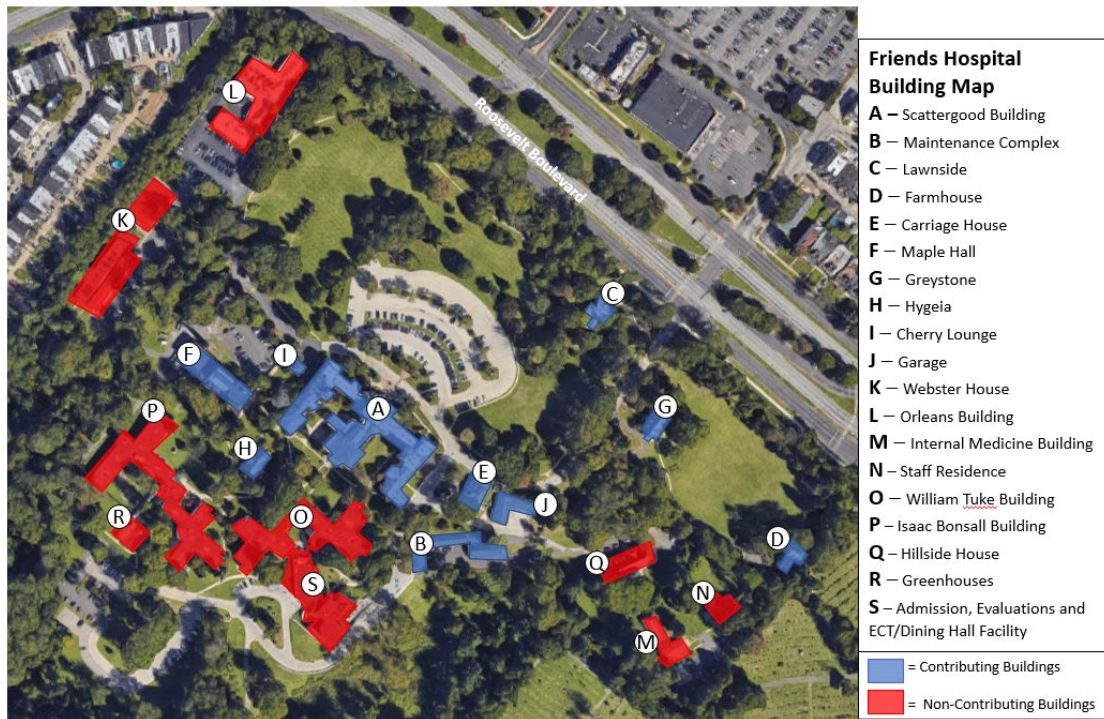 Friends Hospital
Building Map
A – Scattergood Building
B – Maintenance Complex
C – Lawnside
D – Farmhouse
E – Carriage House
F – Maple Hall
G – Greystone
H – Hygeia
I – Cherry Lounge
J – Garage
K – Webster House
L – Orleans Building
M – Internal Medicine Building
N – Staff Residence
O – William Tuke Building
P – Isaac Bonsall Building
Q – Hillside House
R – Greenhouses
S – Admission, Evaluations and
ECT/Dining Hall Facility
= Contributing Buildings
= Non-Contributing Buildings
Roosevelt Boulevard
L
K
C
F
I
A
P
G
H
E
J
R
O
B
D
Q
S
N
M